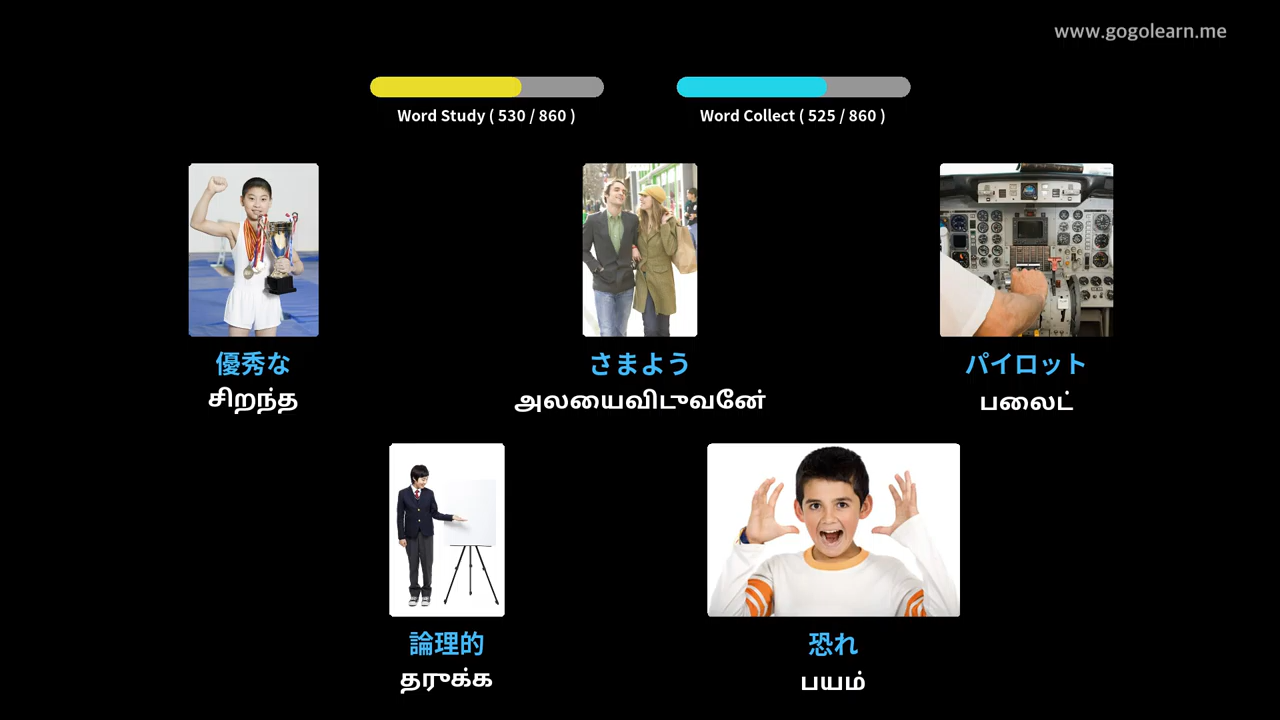 www.gogolearn.me
Word Study ( 530 / 860 )
Word Collect ( 525 / 860 )
優秀な
சிறந்த
さまよう
அலயைவிடுவனேர்
パイロット
பலைட்
論理的
தருக்க
恐れ
பயம்